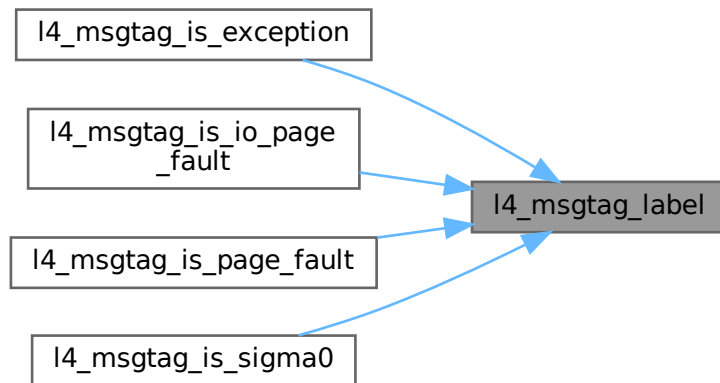 l4_msgtag_is_exception
l4_msgtag_is_io_page
_fault
l4_msgtag_label
l4_msgtag_is_page_fault
l4_msgtag_is_sigma0